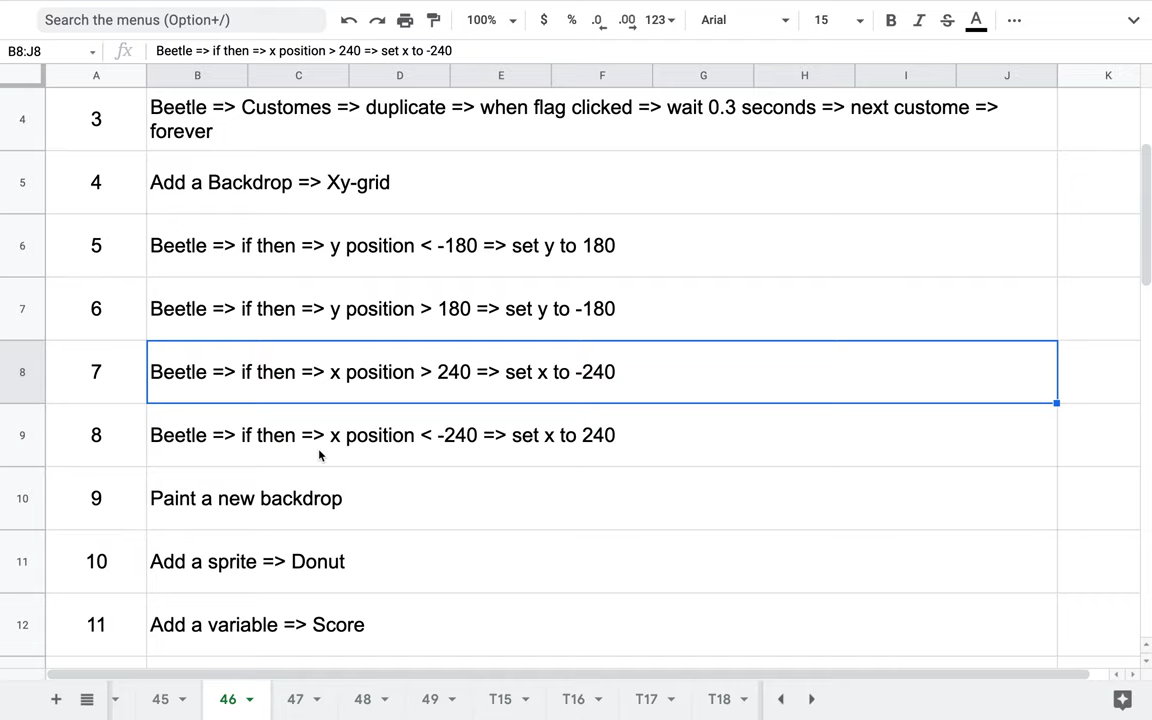 Search the menus (Option+/)
100%
$ % .0 .00 123
Arial
15
B I S A
B8:J8
fx
Beetle => if then => x position > 240 => set x to -240
A B C D E F G H I J K
4 3 Beetle => Customes => duplicate => when flag clicked => wait 0.3 seconds => next custome =>
forever
5 4 Add a Backdrop => Xy-grid
6 5 Beetle => if then => y position < -180 => set y to 180
7 6 Beetle => if then => y position > 180 => set y to -180
8 7 Beetle => if then => x position > 240 => set x to -240
9 8 Beetle => if then => x position < -240 => set x to 240
10 9 Paint a new backdrop
11 10 Add a sprite => Donut
12 11 Add a variable => Score
45 46 47 48 49 T15 T16 T17 T18